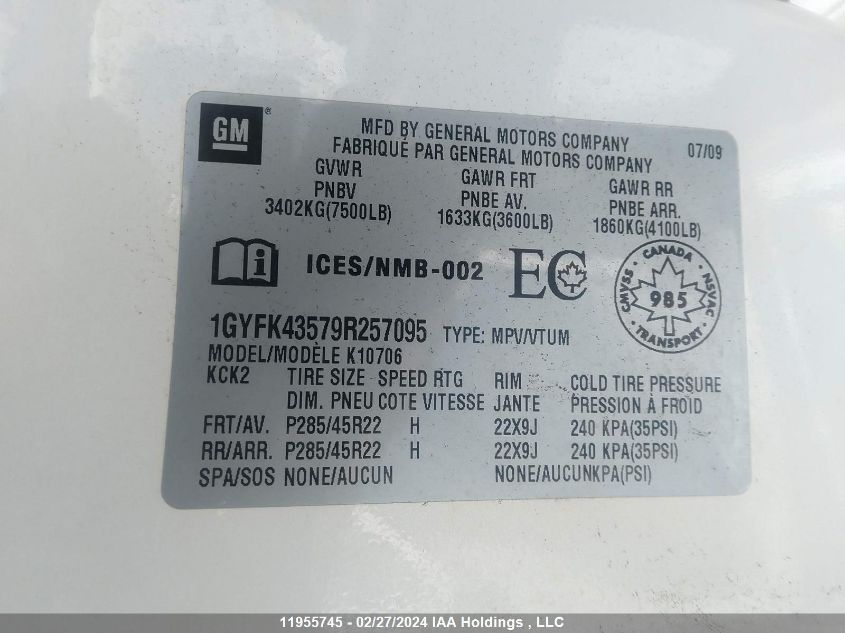 GM ®
MFD BY GENERAL MOTORS COMPANY 07/09
FABRIQUÉ PAR GENERAL MOTORS COMPANY
GVWR GAWR FRT GAWR RR
PNBV PNBE AV. PNBE ARR.
3402KG(7500LB) 1633KG(3600LB) 1860KG(4100LB)
i ICES/NMB-002 EC
CANADA
CMVSS 985 NSVAC
TRANSPORT
1GYFK43579R257095 TYPE: MPV/VTUM
MODEL/MODÈLE K10706
KCK2 TIRE SIZE SPEED RTG RIM COLD TIRE PRESSURE
DIM. PNEU COTE VITESSE JANTE PRESSION À FROID
FRT/AV. P285/45R22 H 22X9J 240 KPA(35PSI)
RR/ARR. P285/45R22 H 22X9J 240 KPA(35PSI)
SPA/SOS NONE/AUCUN NONE/AUCUNKPA(PSI)
11955745 - 02/27/2024 IAA Holdings , LLC